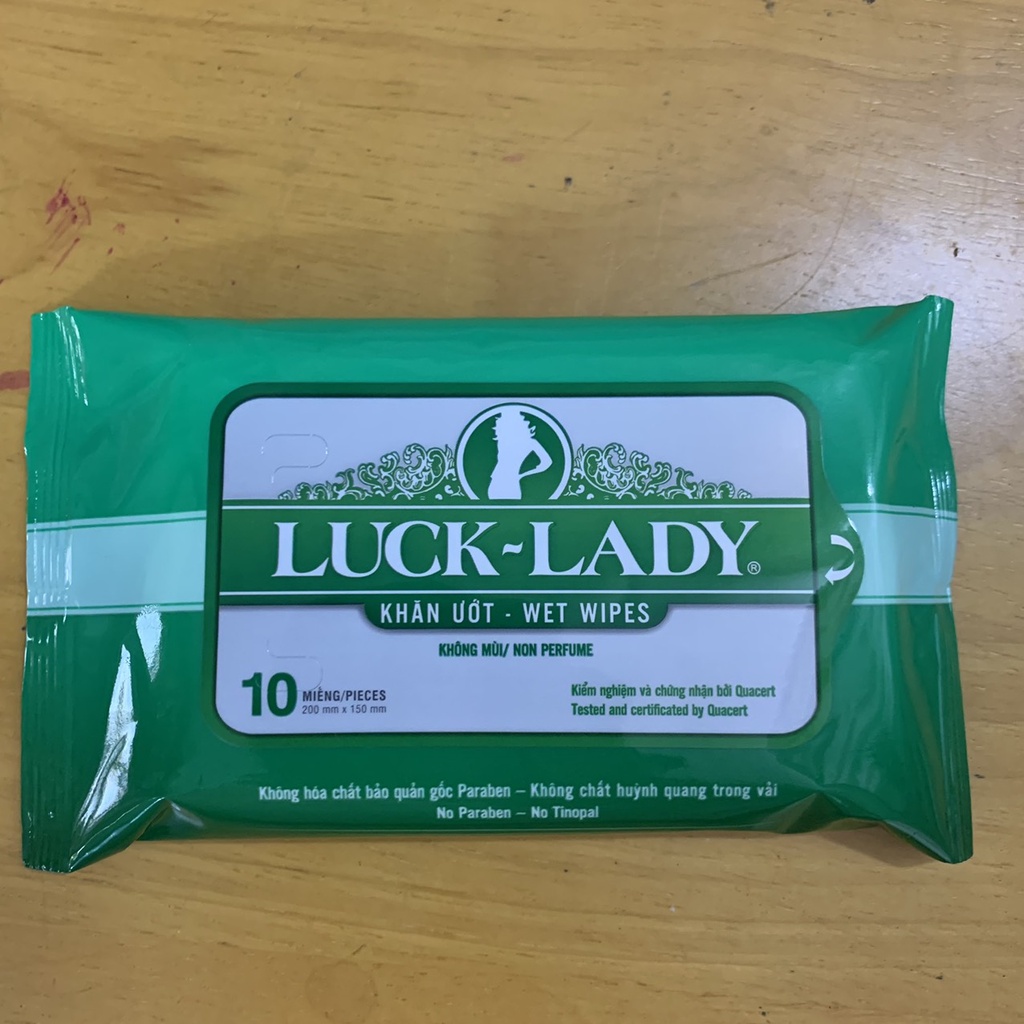 LUCK~LADY®
KHĂN ƯỚT - WET WIPES
KHÔNG MÙI/ NON PERFUME
10 MIẾNG/PIECES
200 mm x 150 mm
Kiểm nghiệm và chứng nhận bởi Quacert
Tested and certificated by Quacert
Không hóa chất bảo quản gốc Paraben – Không chất huỳnh quang trong vải
No Paraben – No Tinopal